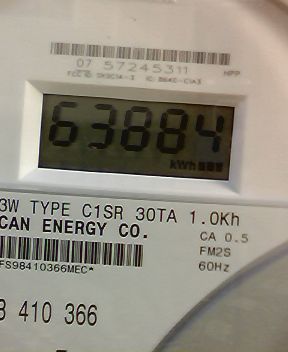 07 57245311
HPP
63884
kWh
3W TYPE C1SR 30TA 1.0Kh
CAN ENERGY CO.
CA 0.5
FM2S
60Hz
FS98410366MEC*
410 366